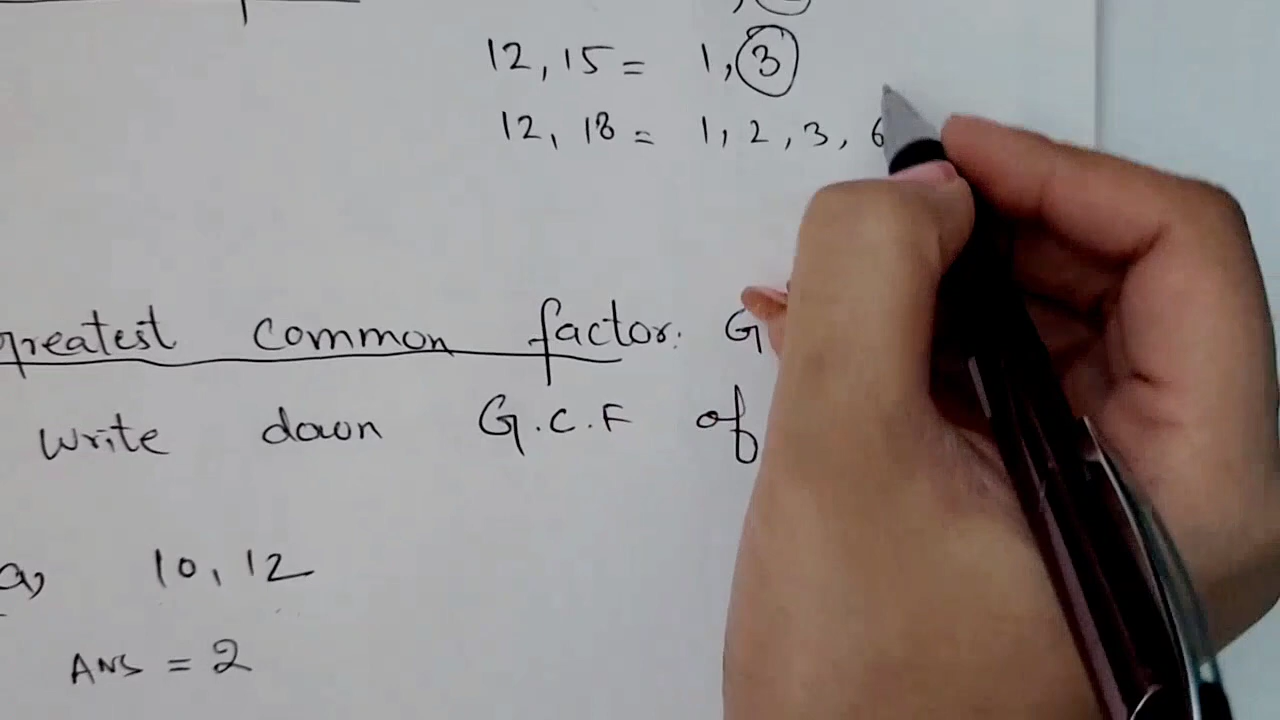 12, 15 = 1, 3
12, 18 = 1, 2, 3, 6
Greatest common factor: G
write down G.C.F of
a, 10, 12
ANS = 2